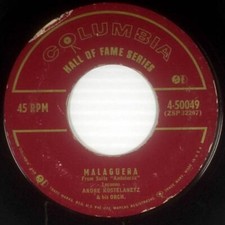 COLUMBIA
HALL OF FAME SERIES
45 RPM
4-50049
(ZSP 12267)
MALAGUENA
From Suite "Andalucia"
Lecuona
ANDRE KOSTELANETZ
& his ORCH.